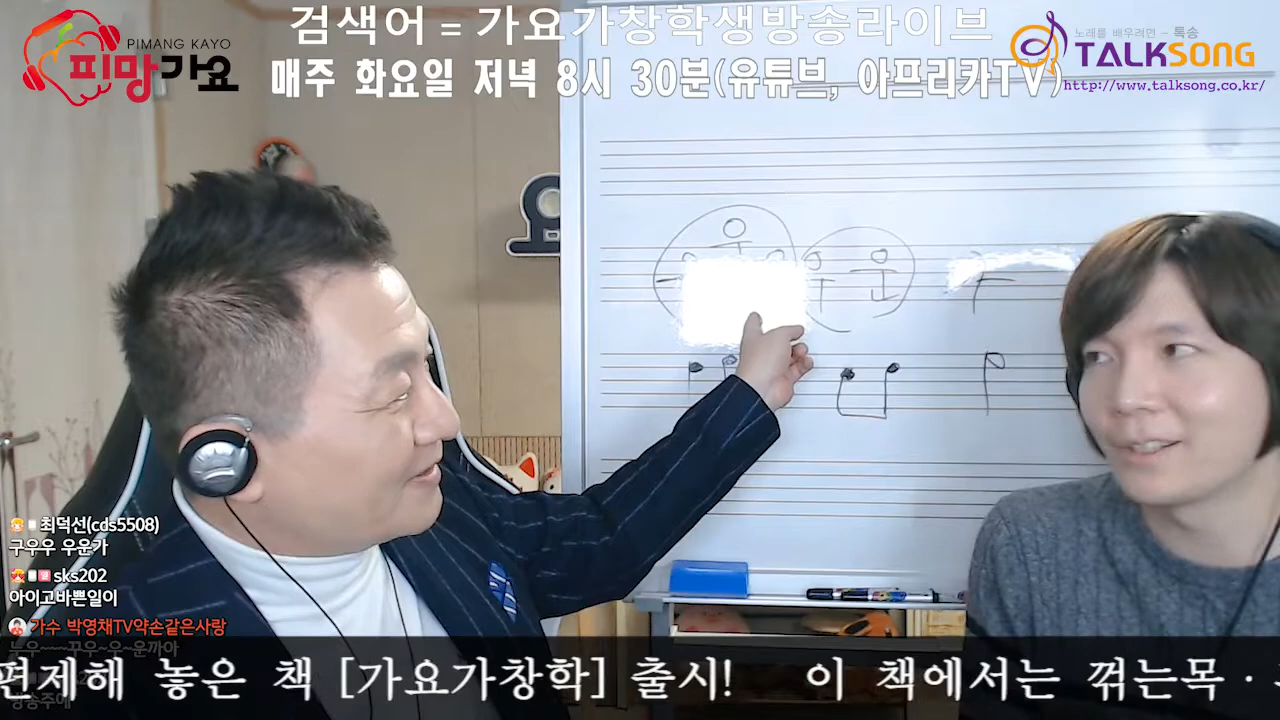 PIMANG KAYO
피망가요
검색어 = 가요가창학생방송라이브
매주 화요일 저녁 8시 30분(유튜브, 아프리카TV)
노래를 배우려면 - 톡송
TALKSONG
http://www.talksong.co.kr/
요
우
우 운
최덕선(cds5508)
구우우 우운가
sks202
아이고바쁜일이
가수 박영채TV약손같은사랑
편제해 놓은 책 [가요가창학] 출시! 이 책에서는 꺾는목 ·